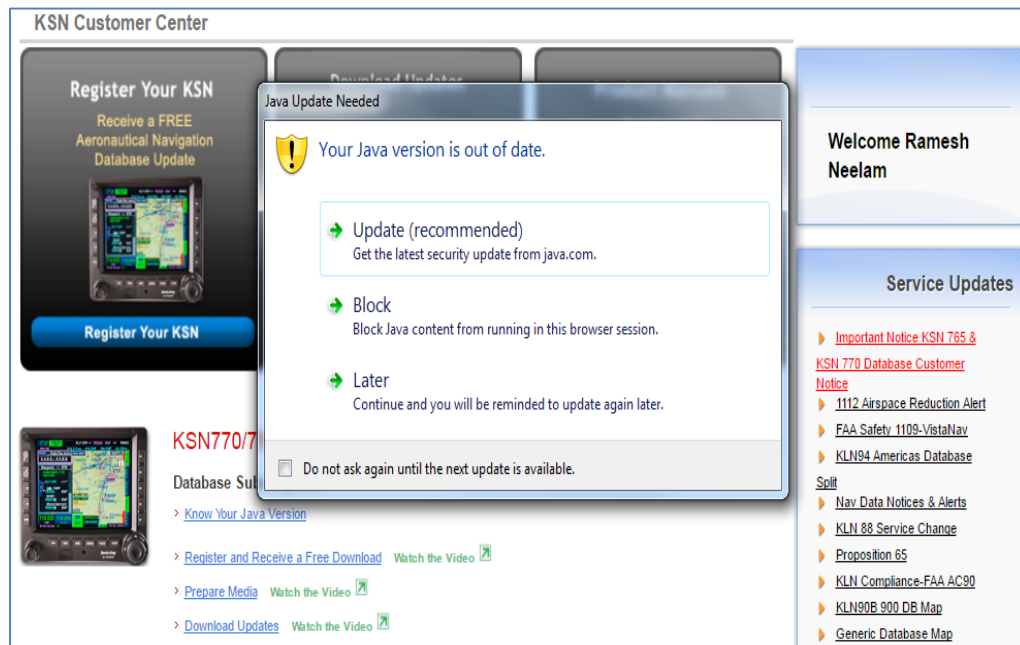 KSN Customer Center
Register Your KSN
Receive a FREE
Aeronautical Navigation
Database Update
Register Your KSN
Download Updater
Product Manuals
Java Update Needed
Your Java version is out of date.
Update (recommended)
Get the latest security update from java.com.
Block
Block Java content from running in this browser session.
Later
Continue and you will be reminded to update again later.
Do not ask again until the next update is available.
KSN770/7
Database Sub
Know Your Java Version
Register and Receive a Free Download Watch the Video
Prepare Media Watch the Video
Download Updates Watch the Video
Welcome Ramesh
Neelam
Service Updates
Important Notice KSN 765 &
KSN 770 Database Customer
Notice
1112 Airspace Reduction Alert
FAA Safety 1109-VistaNav
KLN94 Americas Database
Split
Nav Data Notices & Alerts
KLN 88 Service Change
Proposition 65
KLN Compliance-FAA AC90
KLN90B 900 DB Map
Generic Database Map